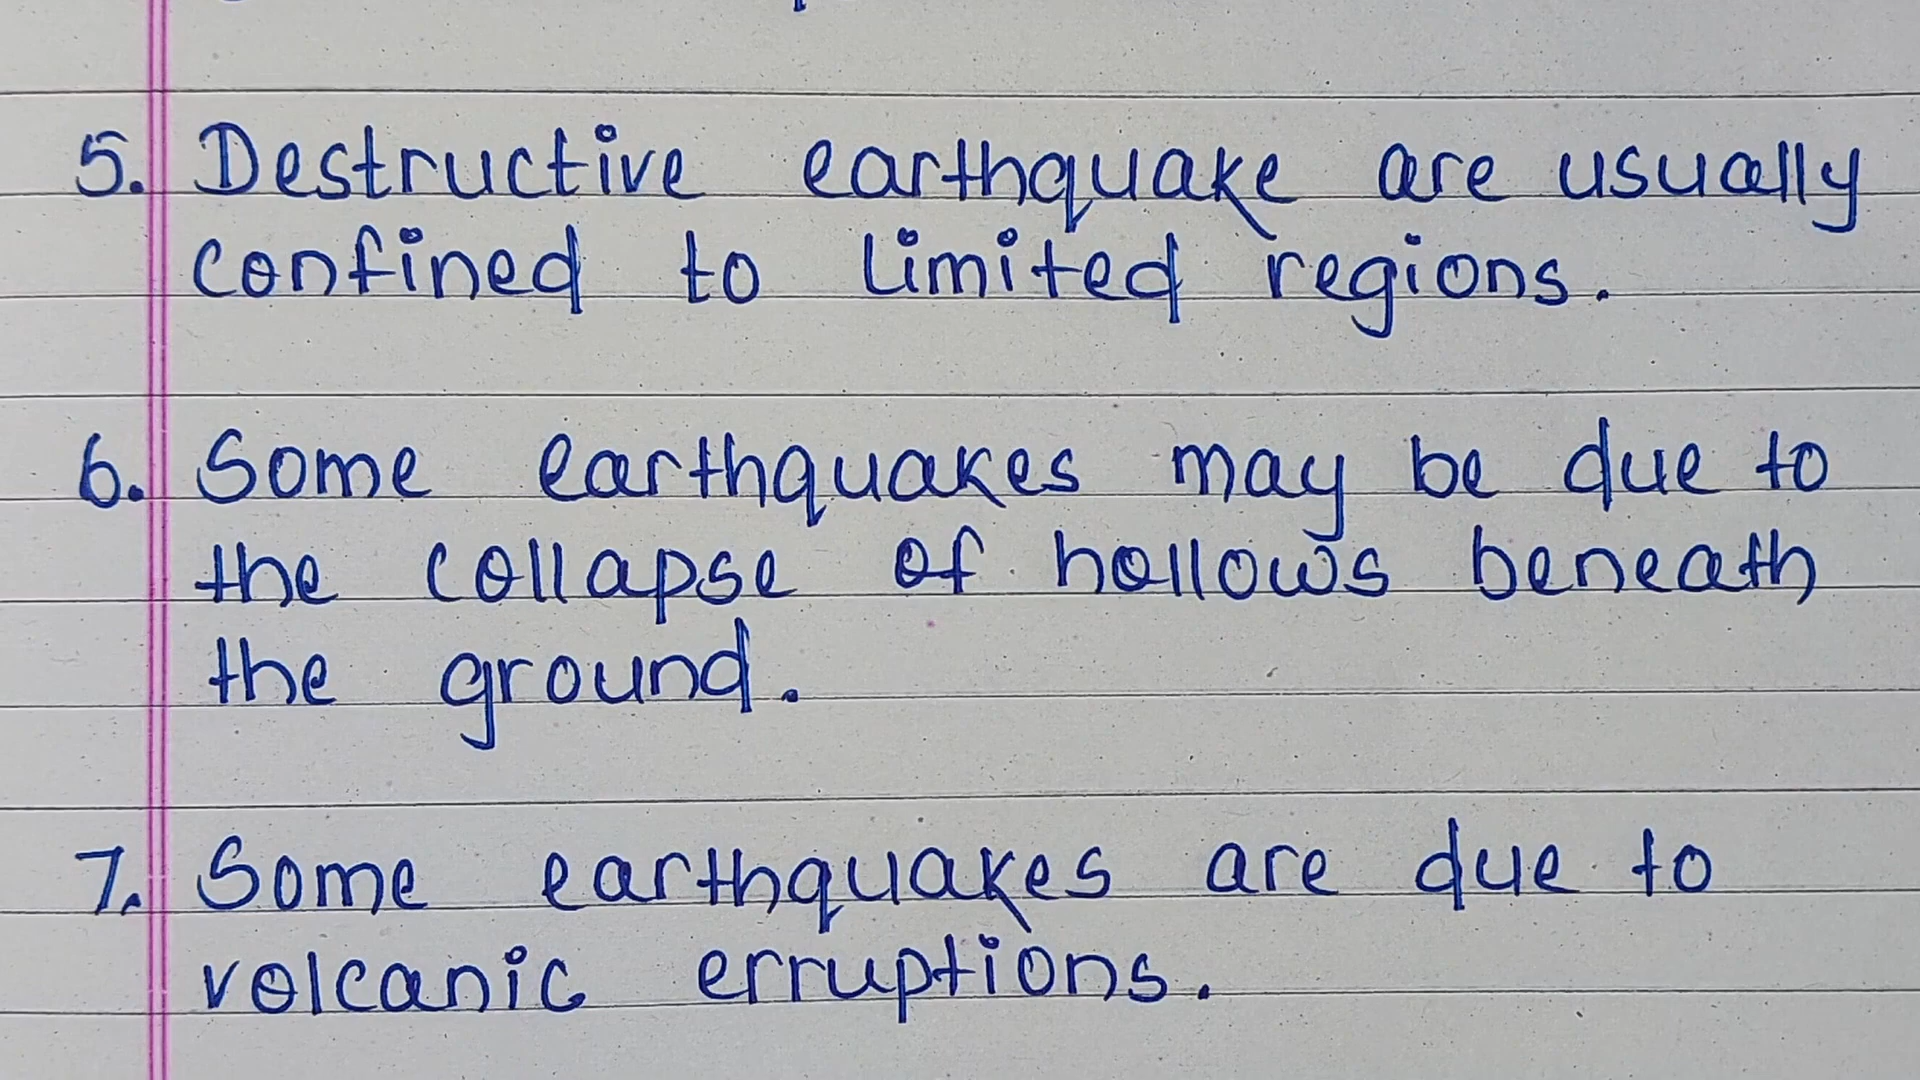 5. Destructive earthquake are usually
confined to limited regions.
6. Some earthquakes may be due to
the collapse of hollows beneath
the ground.
7. Some earthquakes are due to
volcanic erruptions.